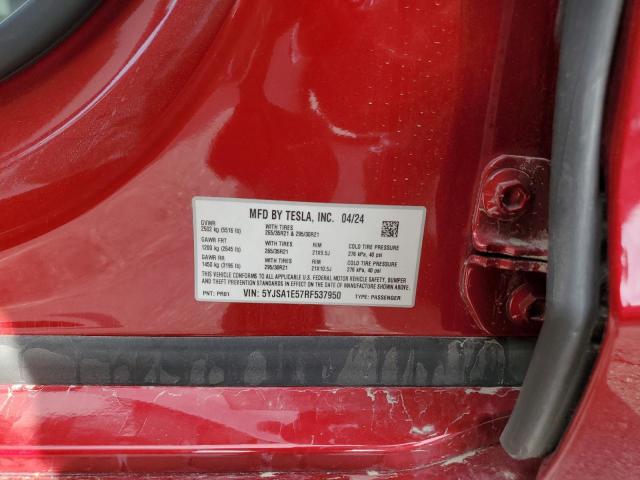 MFD BY TESLA, INC. 04/24
GVWR WITH TIRES
2502 kg (5516 lb) 265/35R21 & 295/30R21
GAWR FRT WITH TIRES RIM COLD TIRE PRESSURE
1200 kg (2645 lb) 265/35R21 21X9.5J 276 kPa, 40 psi
GAWR RR WITH TIRES RIM COLD TIRE PRESSURE
1450 kg (3196 lb) 295/30R21 21X10.5J 276 kPa, 40 psi
THIS VEHICLE CONFORMS TO ALL APPLICABLE U.S. FEDERAL MOTOR VEHICLE SAFETY, BUMPER
AND THEFT PREVENTION STANDARDS IN EFFECT ON THE DATE OF MANUFACTURE SHOWN ABOVE.
PNT: PR01 VIN: 5YJSA1E57RF537950 TYPE: PASSENGER